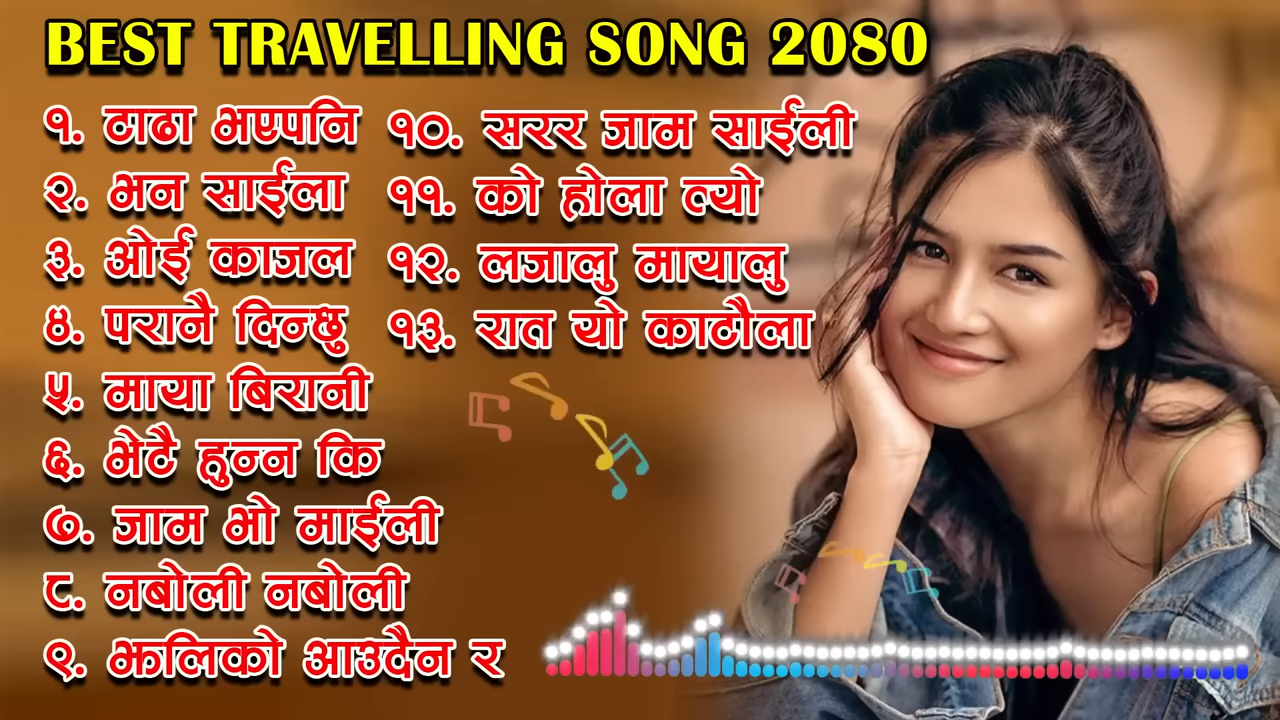 BEST TRAVELLING SONG 2080
१. टाढा भएपनि
२. भन साईला
३. ओई काजल
४. परानै दिन्छु
५. माया बिरानी
६. भेटै हुन्न कि
७. जाम भो माईली
८. नबोली नबोली
९. झलिको आउदैन र
१०. सरर जाम साईली
११. को होला त्यो
१२. लजालु मायालु
१३. रात यो काटौला